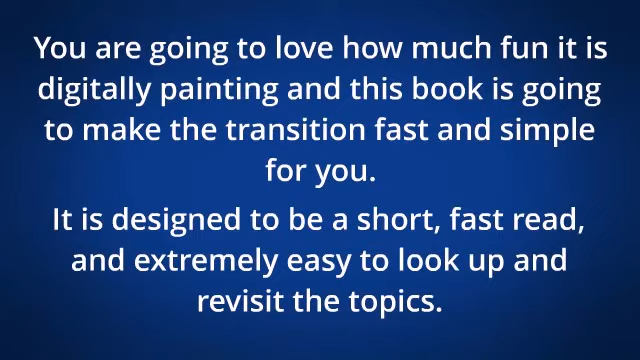 You are going to love how much fun it is
digitally painting and this book is going
to make the transition fast and simple
for you.
It is designed to be a short, fast read,
and extremely easy to look up and
revisit the topics.